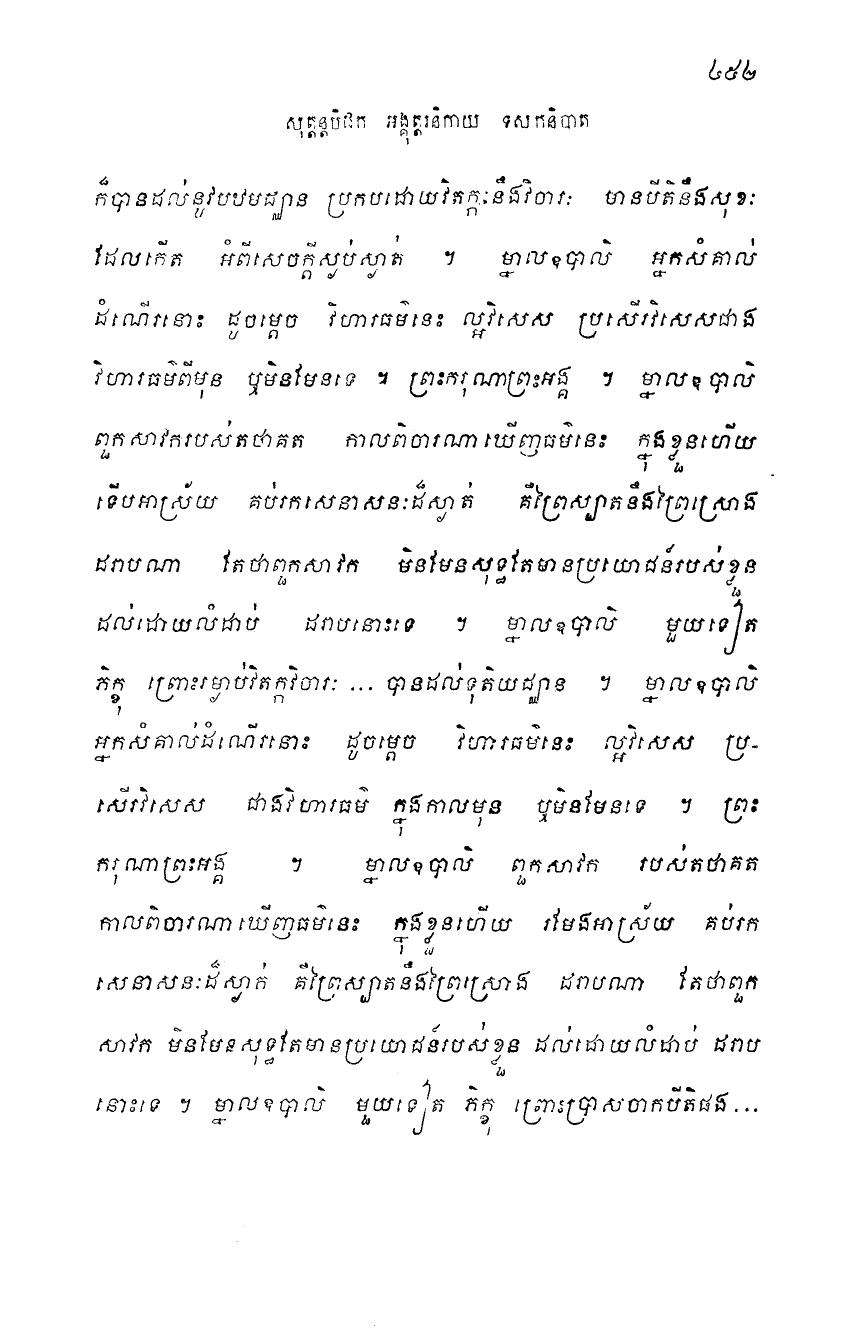 ៤៥២
សុត្តន្តបិដក អង្គុត្តរនិកាយ ទសកនិបាត
ក៏បានដល់នូវបឋមជ្ឈាន ប្រកបដោយវិតក្កៈនឹងវិចារៈ មានបីតិនឹងសុខៈ
ដែលកើត អំពីសេចក្តីស្ងប់ស្ងាត់ ។ ម្នាលឧបាលិ អ្នកសំគាល់
ដំណើរនោះ ដូចម្តេច វិហារធម៌នេះ ល្អវិសេស ប្រសើរវិសេសជាង
វិហារធម៌ពីមុន ឬមិនមែនទេ ។ ព្រះករុណាព្រះអង្គ ។ ម្នាលឧបាលិ
ពួកសាវករបស់តថាគត កាលពិចារណាឃើញធម៌នេះ ក្នុងខ្លួនហើយ
ទើបអាស្រ័យ គប់រកសេនាសនៈដ៏ស្ងាត់ គឺព្រៃស្បាតនឹងព្រៃស្រោង
ដរាបណា តែថាពួកសាវក មិនមែនសុទ្ធតែមានប្រយោជន៍របស់ខ្លួន
ដល់ដោយលំដាប់ ដរាបនោះទេ ។ ម្នាលឧបាលិ មួយទៀត
ភិក្ខុ ព្រោះរម្ងាប់វិតក្កវិចារៈ ... បានដល់ទុតិយជ្ឈាន ។ ម្នាលឧបាលិ
អ្នកសំគាល់ដំណើរនោះ ដូចម្តេច វិហារធម៌នេះ ល្អវិសេស ប្រ-
សើរវិសេស ជាងវិហារធម៌ ក្នុងកាលមុន ឬមិនមែនទេ ។ ព្រះ
ករុណាព្រះអង្គ ។ ម្នាលឧបាលិ ពួកសាវក របស់តថាគត
កាលពិចារណាឃើញធម៌នេះ ក្នុងខ្លួនហើយ រមែងអាស្រ័យ គប់រក
សេនាសនៈដ៏ស្ងាត់ គឺព្រៃស្បាតនឹងព្រៃស្រោង ដរាបណា តែថាពួក
សាវក មិនមែនសុទ្ធតែមានប្រយោជន៍របស់ខ្លួន ដល់ដោយលំដាប់ ដរាប
នោះទេ ។ ម្នាលឧបាលិ មួយទៀត ភិក្ខុ ព្រោះប្រាសចាកបីតិផង ...